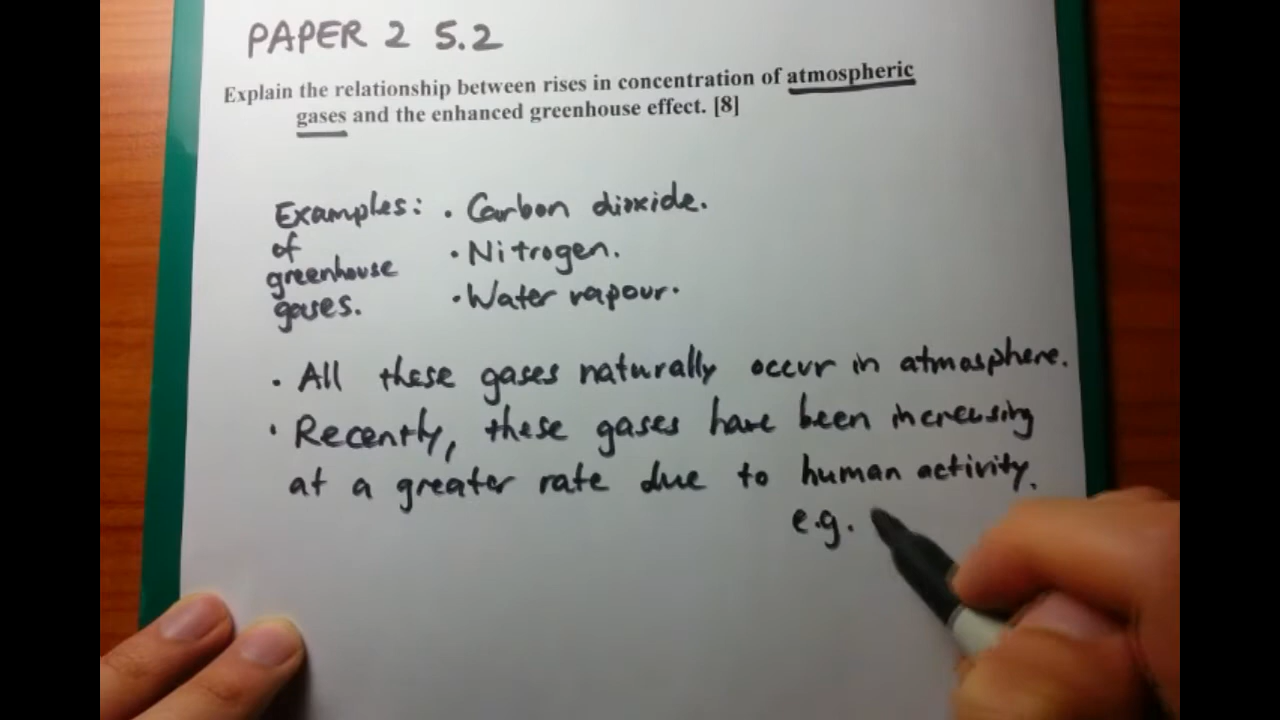 PAPER 2 5.2
Explain the relationship between rises in concentration of atmospheric
gases and the enhanced greenhouse effect. [8]
Examples: • Carbon dioxide.
of • Nitrogen.
greenhouse • Water vapour.
gases.
• All these gases naturally occur in atmosphere.
• Recently, these gases have been increasing
at a greater rate due to human activity.
e.g.